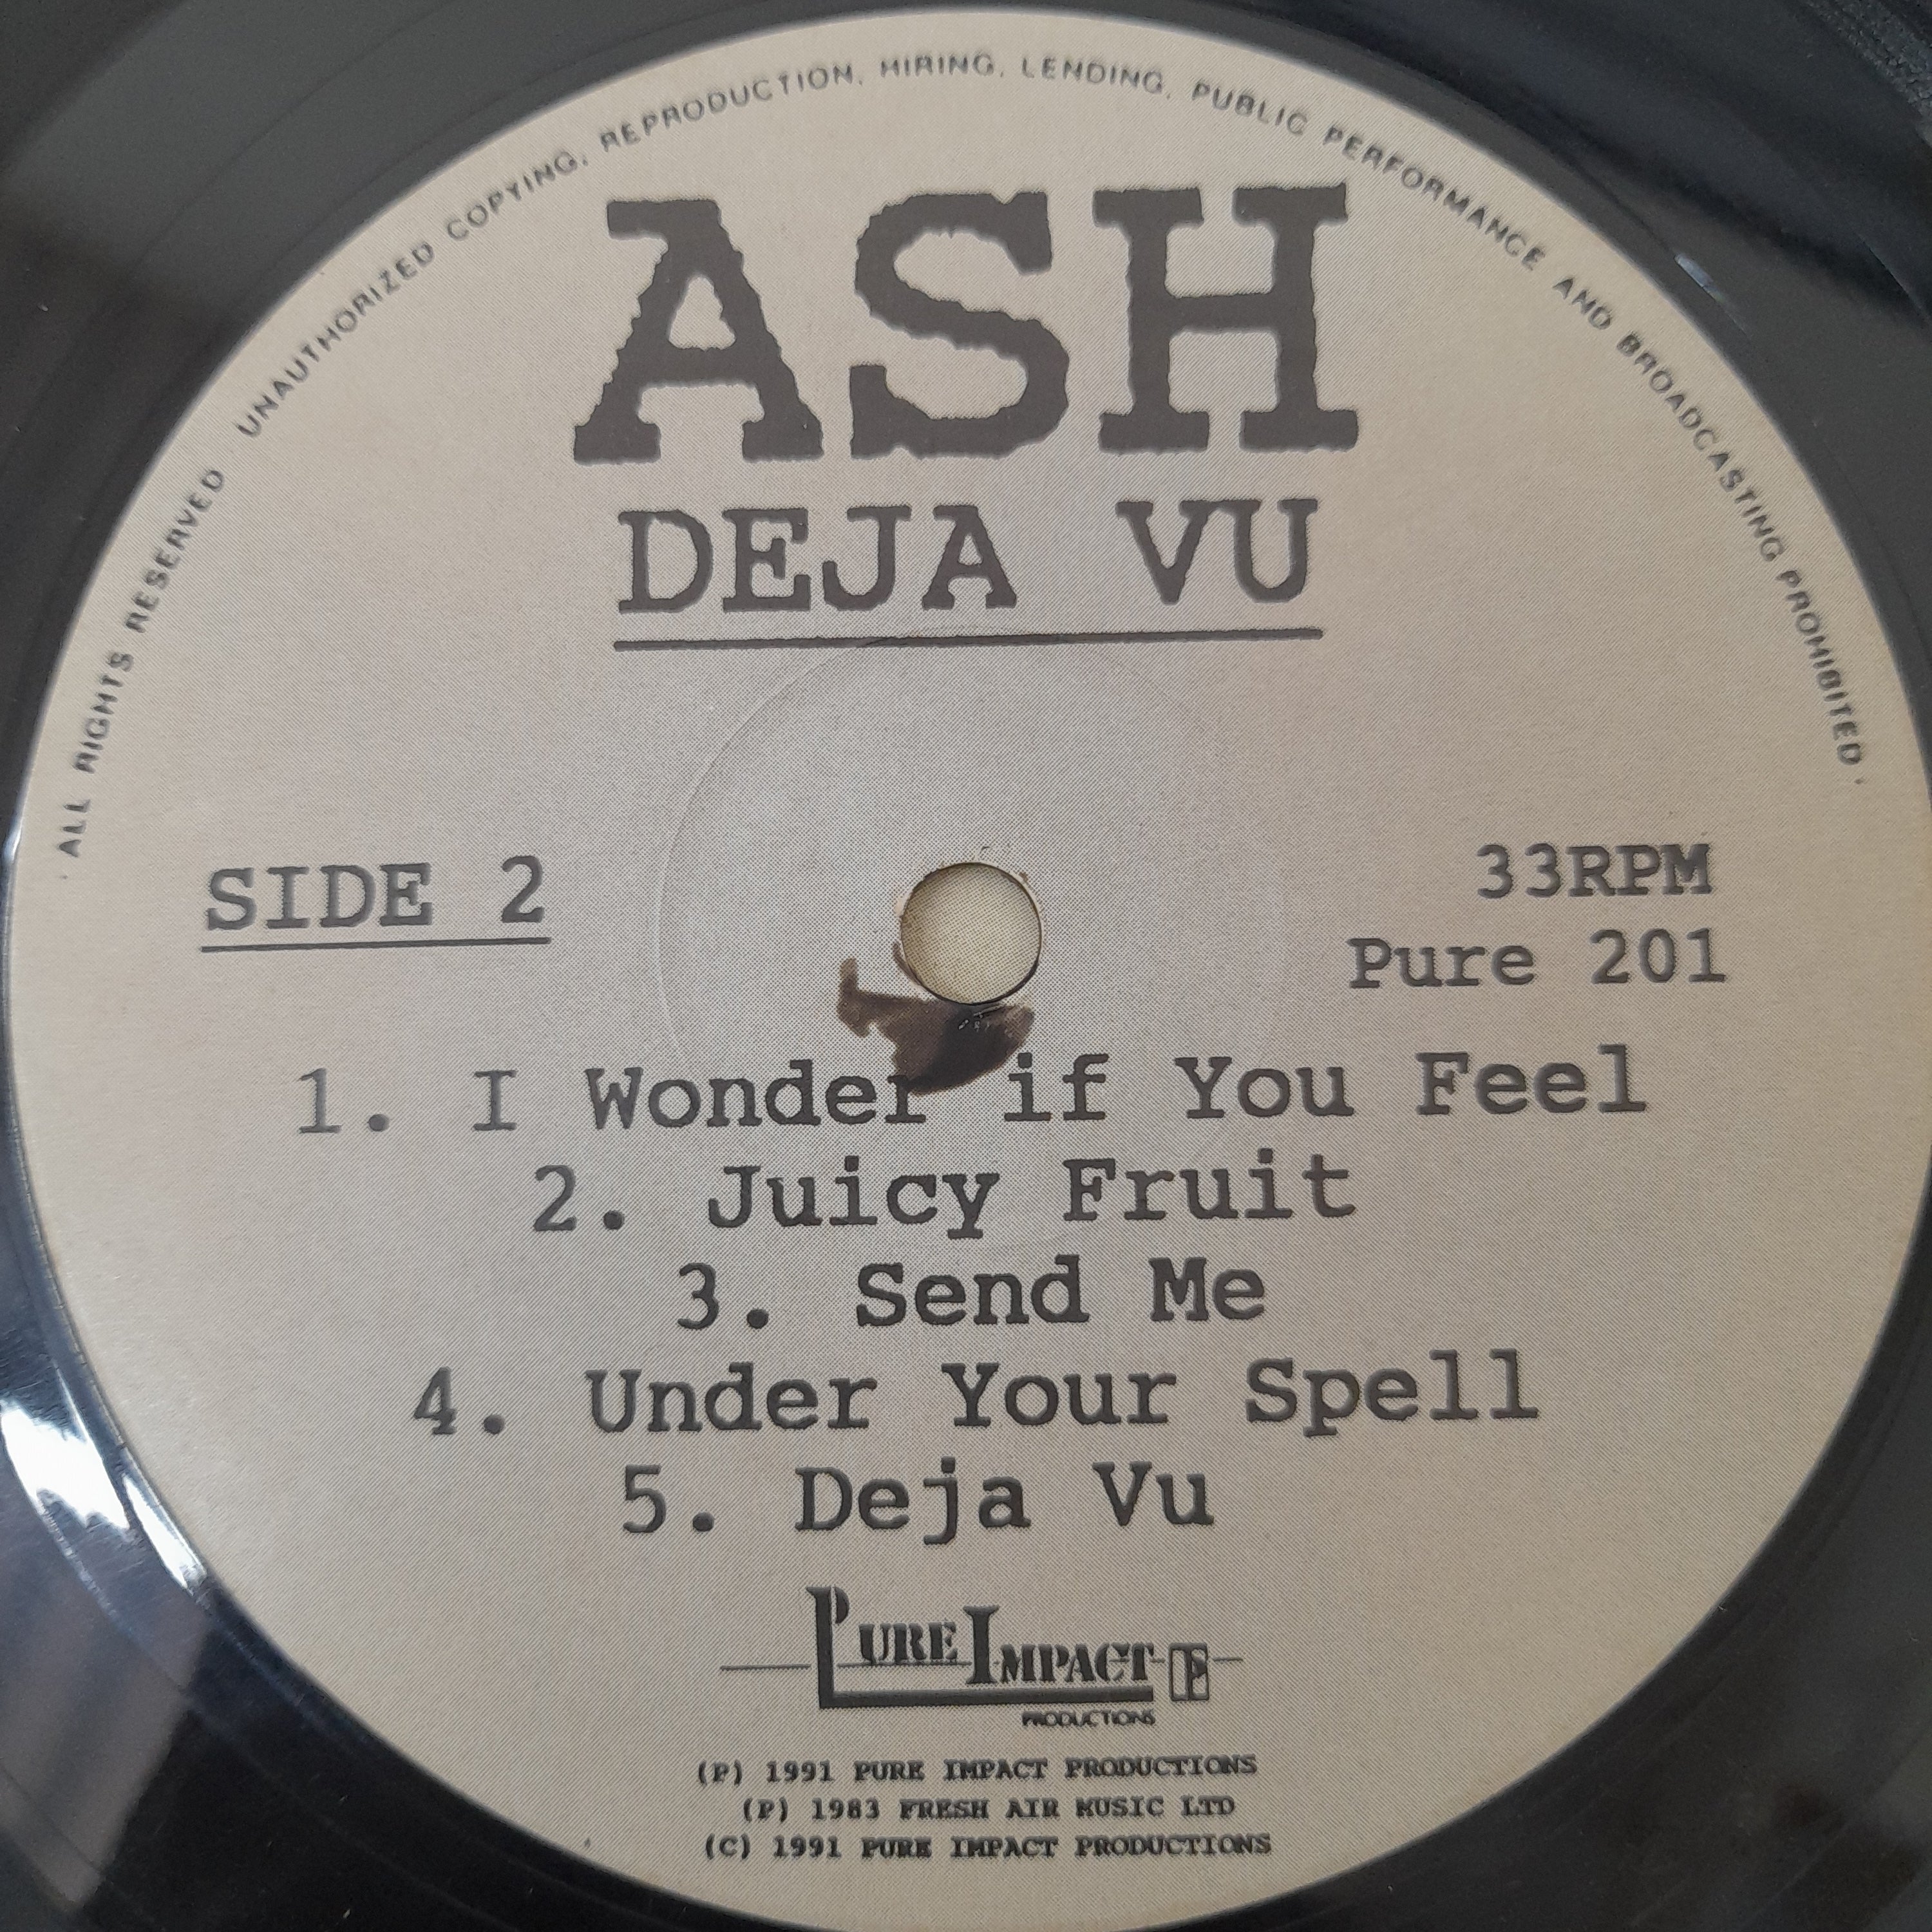 ALL RIGHTS RESERVED · UNAUTHORIZED COPYING, REPRODUCTION, HIRING, LENDING, PUBLIC PERFORMANCE AND BROADCASTING PROHIBITED ·
ASH
DEJA VU
SIDE 2
33RPM
Pure 201
1. I Wonder if You Feel
2. Juicy Fruit
3. Send Me
4. Under Your Spell
5. Deja Vu
PURE IMPACT
PRODUCTIONS
(P) 1991 PURE IMPACT PRODUCTIONS
(P) 1983 FRESH AIR MUSIC LTD
(C) 1991 PURE IMPACT PRODUCTIONS